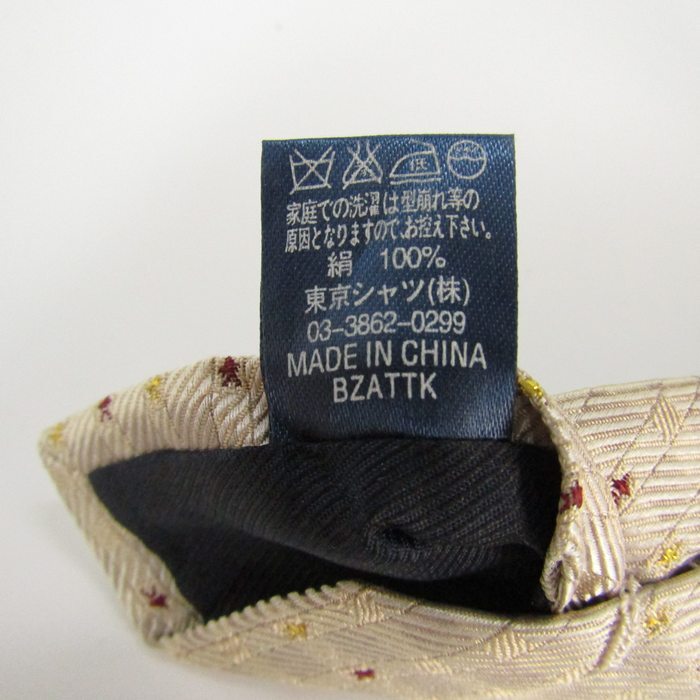 低
家庭での洗濯は型崩れ等の
原因となりますので、お控え下さい。
絹 100%
東京シャツ(株)
03-3862-0299
MADE IN CHINA
BZATTK